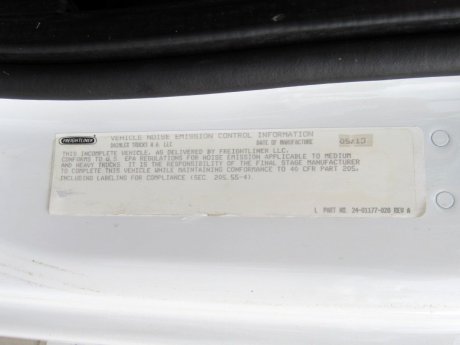 FREIGHTLINER VEHICLE NOISE EMISSION CONTROL INFORMATION
DAIMLER TRUCKS N.A. LLC DATE OF MANUFACTURE 05/13
THIS INCOMPLETE VEHICLE, AS DELIVERED BY FREIGHTLINER LLC.
CONFORMS TO U.S. EPA REGULATIONS FOR NOISE EMISSION APPLICABLE TO MEDIUM
AND HEAVY TRUCKS. IT IS THE RESPONSIBILITY OF THE FINAL STAGE MANUFACTURER
TO COMPLETE THIS VEHICLE WHILE MAINTAINING CONFORMANCE TO 40 CFR PART 205.
INCLUDING LABELING FOR COMPLIANCE (SEC. 205.55-4).
L PART NO. 24-01177-020 REV A